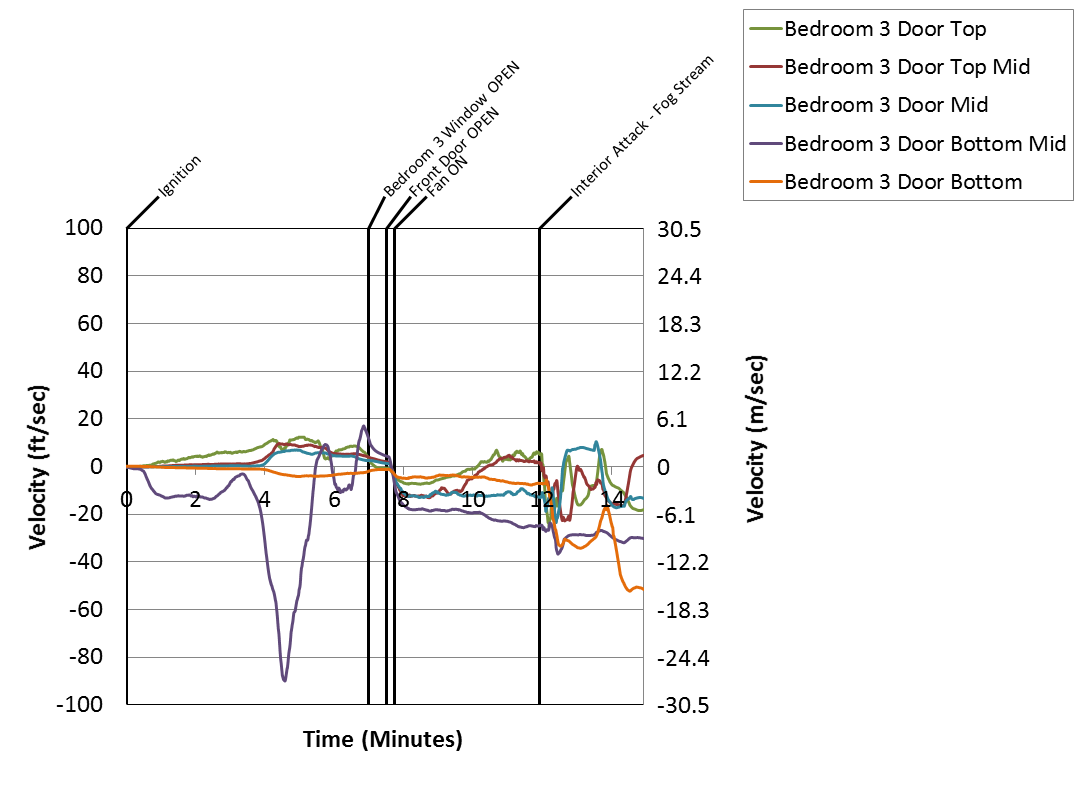 Bedroom 3 Door Top
Bedroom 3 Door Top Mid
Bedroom 3 Door Mid
Bedroom 3 Door Bottom Mid
Bedroom 3 Door Bottom
Ignition
Bedroom 3 Window OPEN
Front Door OPEN
Fan ON
Interior Attack - Fog Stream
100
80
60
40
20
0
-20
-40
-60
-80
-100
Velocity (ft/sec)
0 2 4 6 8 10 12 14
Time (Minutes)
30.5
24.4
18.3
12.2
6.1
0
-6.1
-12.2
-18.3
-24.4
-30.5
Velocity (m/sec)